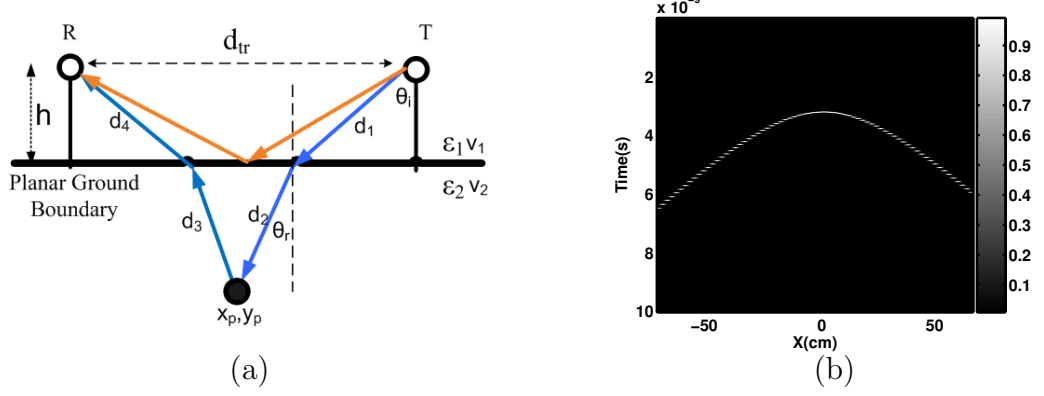 R
d_tr
T
h
θ_i
d_4
d_1
ε_1 v_1
Planar Ground
Boundary
ε_2 v_2
d_3
d_2
θ_r
x_p,y_p
(a)
0.9
0.8
0.7
0.6
0.5
0.4
0.3
0.2
0.1
2
4
6
8
10
Time(s)
-50
0
50
X(cm)
(b)